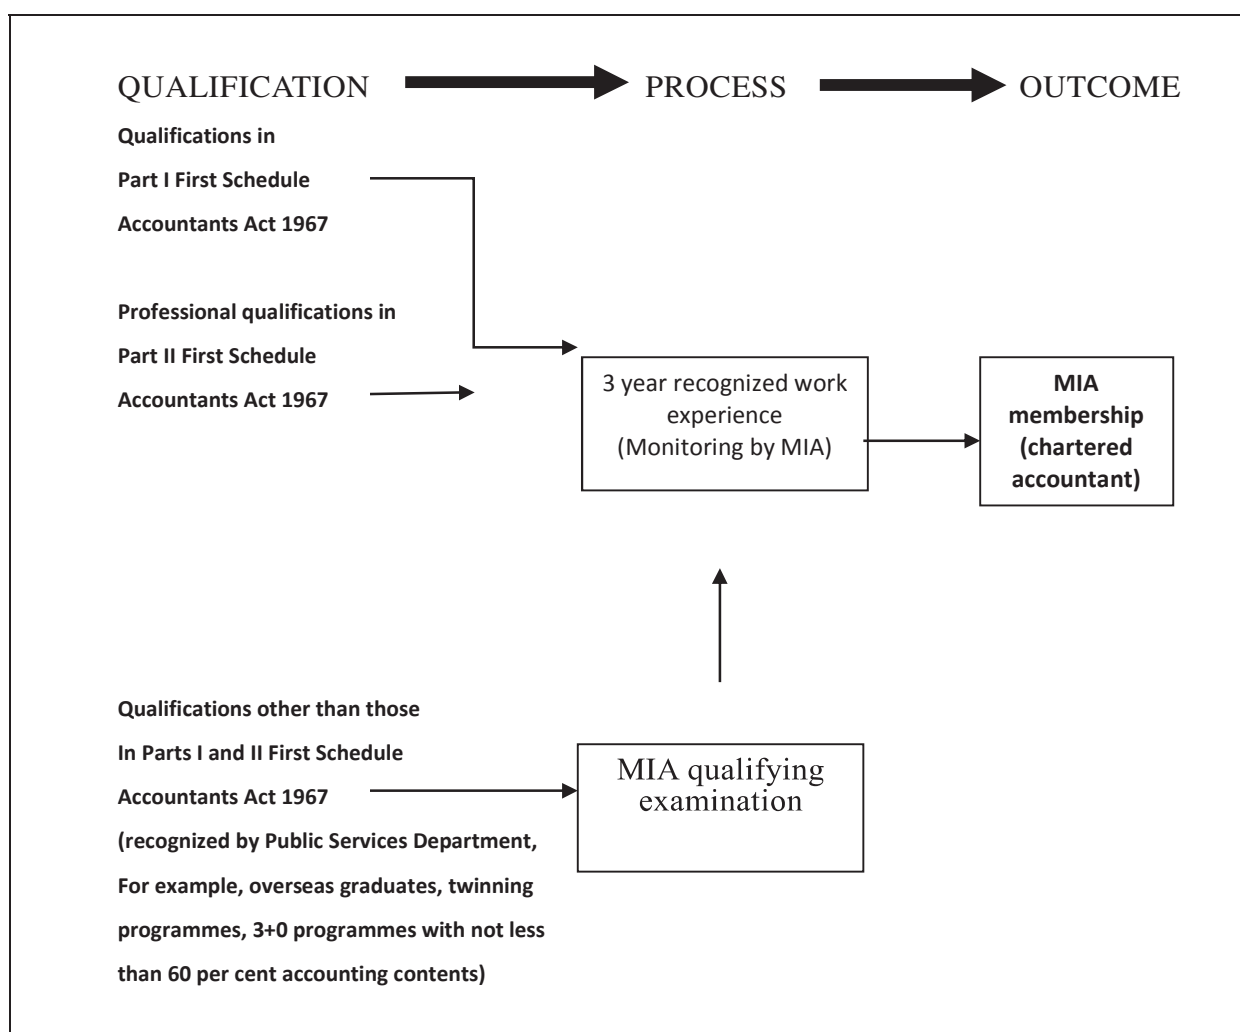 QUALIFICATION PROCESS OUTCOME
Qualifications in
Part I First Schedule
Accountants Act 1967
Professional qualifications in
Part II First Schedule
Accountants Act 1967
3 year recognized work
experience
(Monitoring by MIA)
MIA
membership
(chartered
accountant)
Qualifications other than those
In Parts I and II First Schedule
Accountants Act 1967
(recognized by Public Services Department,
For example, overseas graduates, twinning
programmes, 3+0 programmes with not less
than 60 per cent accounting contents)
MIA qualifying
examination